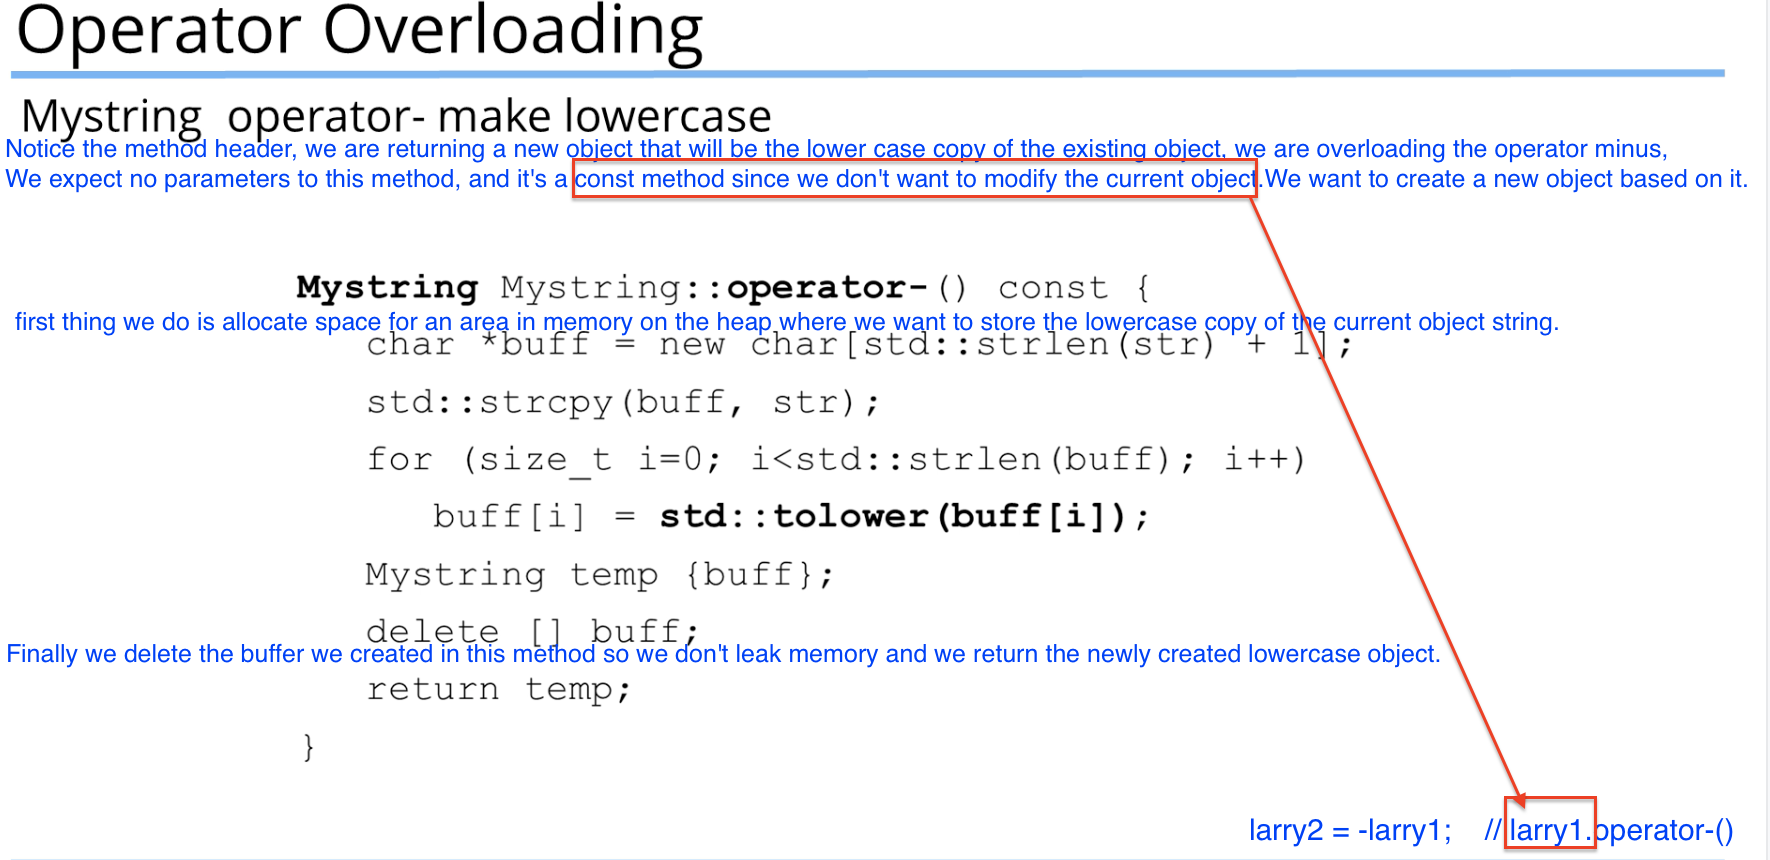 Operator Overloading
Mystring operator- make lowercase
Notice the method header, we are returning a new object that will be the lower case copy of the existing object, we are overloading the operator minus,
We expect no parameters to this method, and it's a const method since we don't want to modify the current object.We want to create a new object based on it.
Mystring Mystring::operator-() const {
first thing we do is allocate space for an area in memory on the heap where we want to store the lowercase copy of the current object string.
char *buff = new char[std::strlen(str) + 1];
std::strcpy(buff, str);
for (size_t i=0; i<std::strlen(buff); i++)
buff[i] = std::tolower(buff[i]);
Mystring temp {buff};
delete [] buff;
Finally we delete the buffer we created in this method so we don't leak memory and we return the newly created lowercase object.
return temp;
}
larry2 = -larry1; // larry1.operator-()